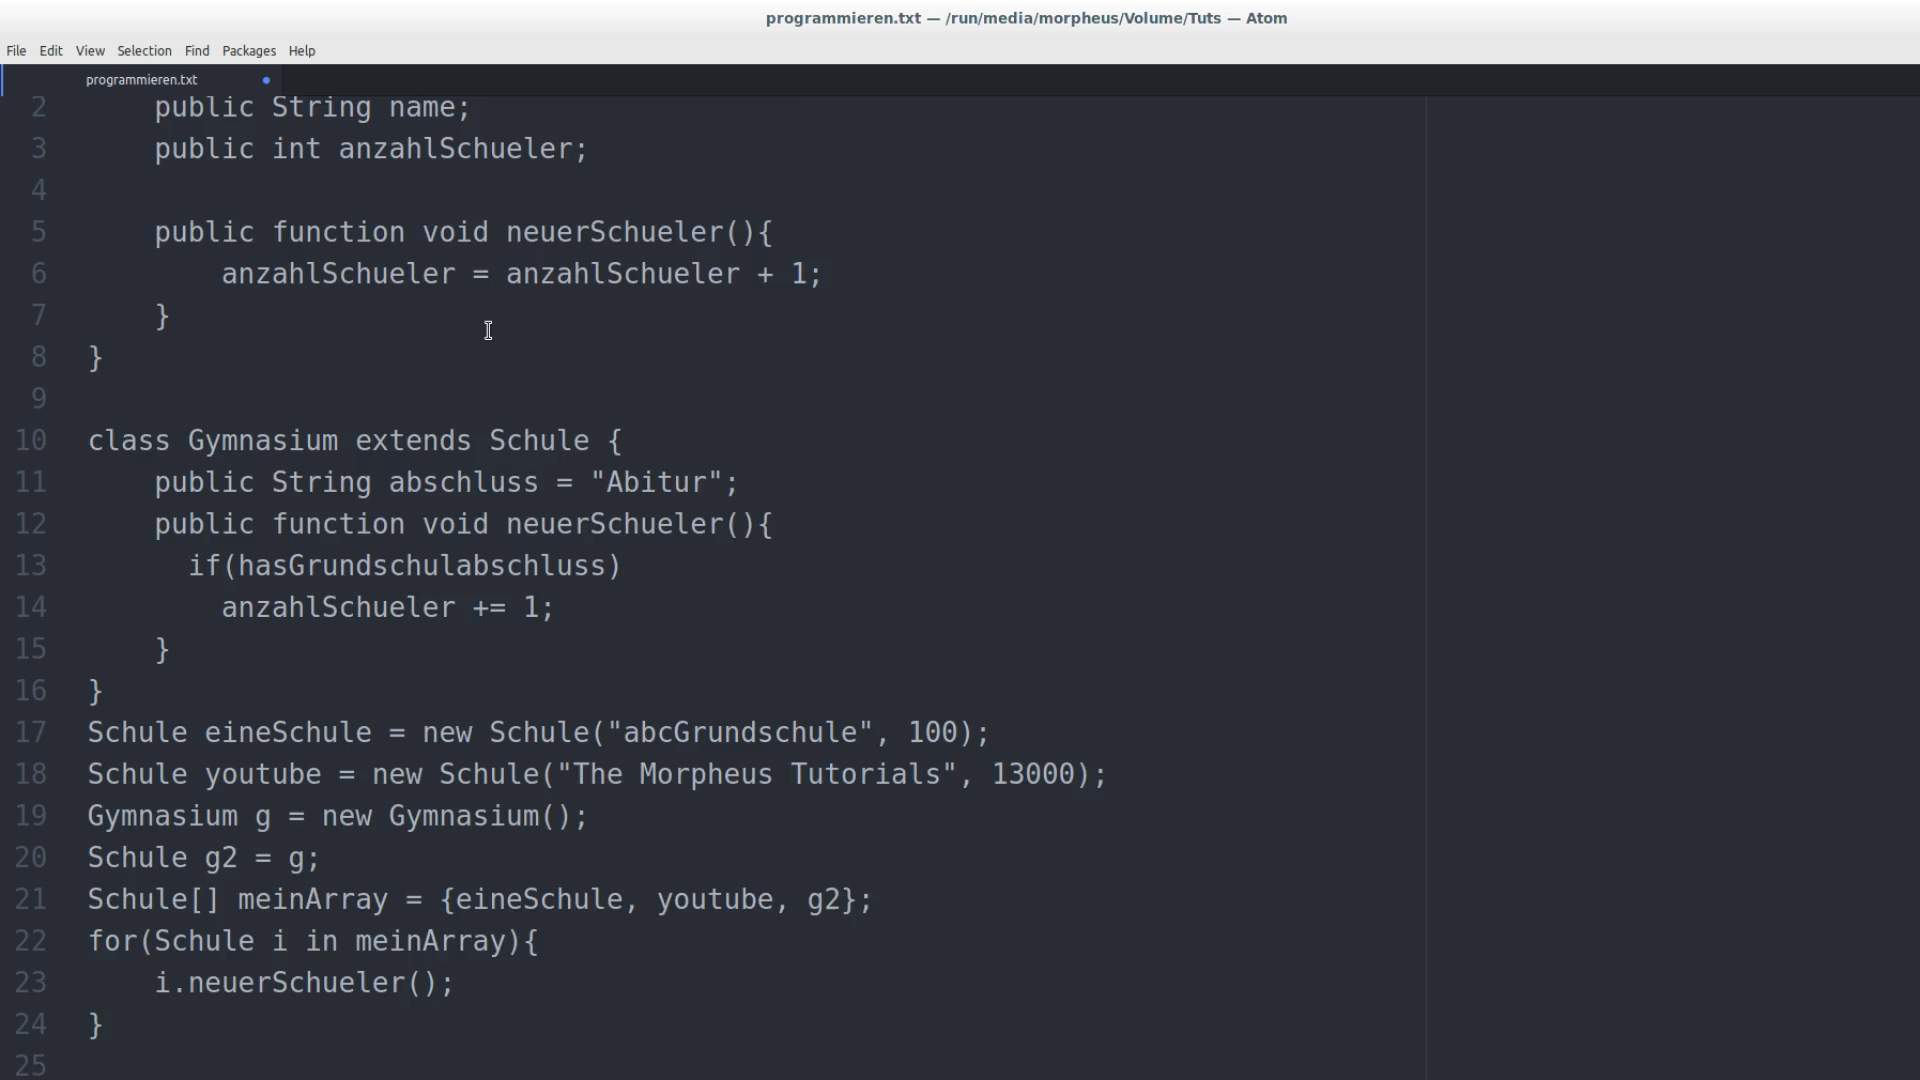 programmieren.txt — /run/media/morpheus/Volume/Tuts — Atom
File Edit View Selection Find Packages Help
programmieren.txt
2 public String name;
3 public int anzahlSchueler;
4
5 public function void neuerSchueler(){
6 anzahlSchueler = anzahlSchueler + 1;
7 }
8 }
9
10 class Gymnasium extends Schule {
11 public String abschluss = "Abitur";
12 public function void neuerSchueler(){
13 if(hasGrundschulabschluss)
14 anzahlSchueler += 1;
15 }
16 }
17 Schule eineSchule = new Schule("abcGrundschule", 100);
18 Schule youtube = new Schule("The Morpheus Tutorials", 13000);
19 Gymnasium g = new Gymnasium();
20 Schule g2 = g;
21 Schule[] meinArray = {eineSchule, youtube, g2};
22 for(Schule i in meinArray){
23 i.neuerSchueler();
24 }
25